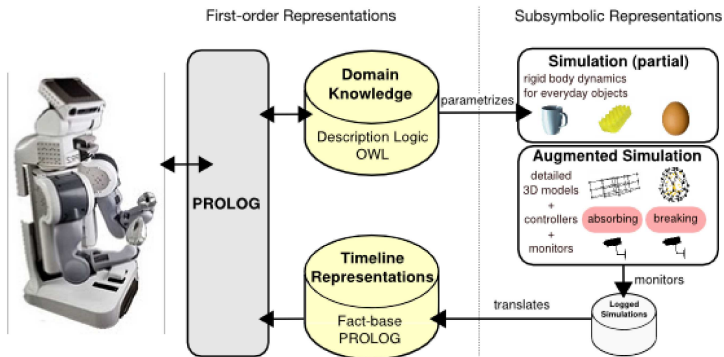 First-order Representations
Subsymbolic Representations
PROLOG
Domain
Knowledge
Description Logic
OWL
parametrizes
Simulation (partial)
rigid body dynamics
for everyday objects
Augmented Simulation
detailed
3D models
+
controllers
+
monitors
absorbing
breaking
monitors
Logged
Simulations
translates
Timeline
Representations
Fact-base
PROLOG